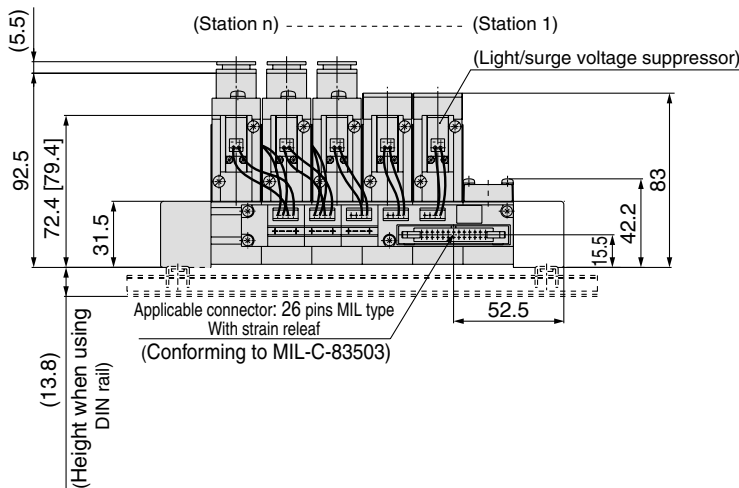 (Station n) (Station 1)
(5.5)
(Light/surge voltage suppressor)
92.5
72.4 [79.4]
31.5
83
42.2
15.5
Applicable connector: 26 pins MIL type
With strain releaf
(Conforming to MIL-C-83503)
52.5
(13.8)
(Height when using
DIN rail)